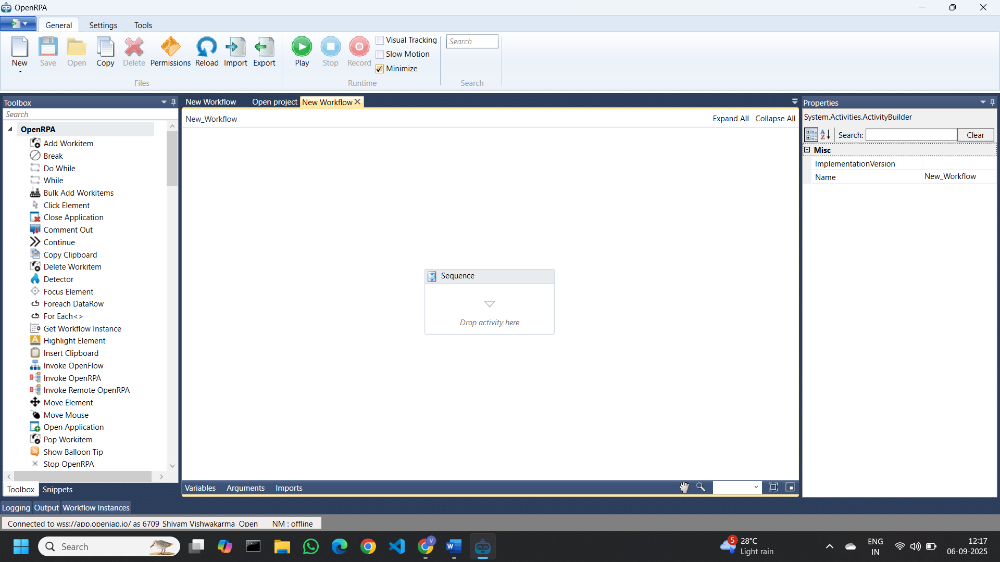 OpenRPA
General Settings Tools
New Save Open Copy Delete Permissions Reload Import Export
Files
Play Stop Record
Visual Tracking
Slow Motion
Minimize
Runtime
Search
Search
Toolbox
Search
OpenRPA
Add Workitem
Break
Do While
While
Bulk Add Workitems
Click Element
Close Application
Comment Out
Continue
Copy Clipboard
Delete Workitem
Detector
Focus Element
Foreach DataRow
For Each<>
Get Workflow Instance
Highlight Element
Insert Clipboard
Invoke OpenFlow
Invoke OpenRPA
Invoke Remote OpenRPA
Move Element
Move Mouse
Open Application
Pop Workitem
Show Balloon Tip
Stop OpenRPA
Toolbox Snippets
New Workflow Open project New Workflow
New_Workflow Expand All Collapse All
Sequence
Drop activity here
Variables Arguments Imports
Properties
System.Activities.ActivityBuilder
Search: Clear
Misc
ImplementationVersion
Name New_Workflow
Logging Output Workflow Instances
Connected to wss://app.openiap.io/ as 6709 Shivam Vishwakarma Open NM : offline
Search
5
28°C
Light rain
ENG
IN
12:17
06-09-2025